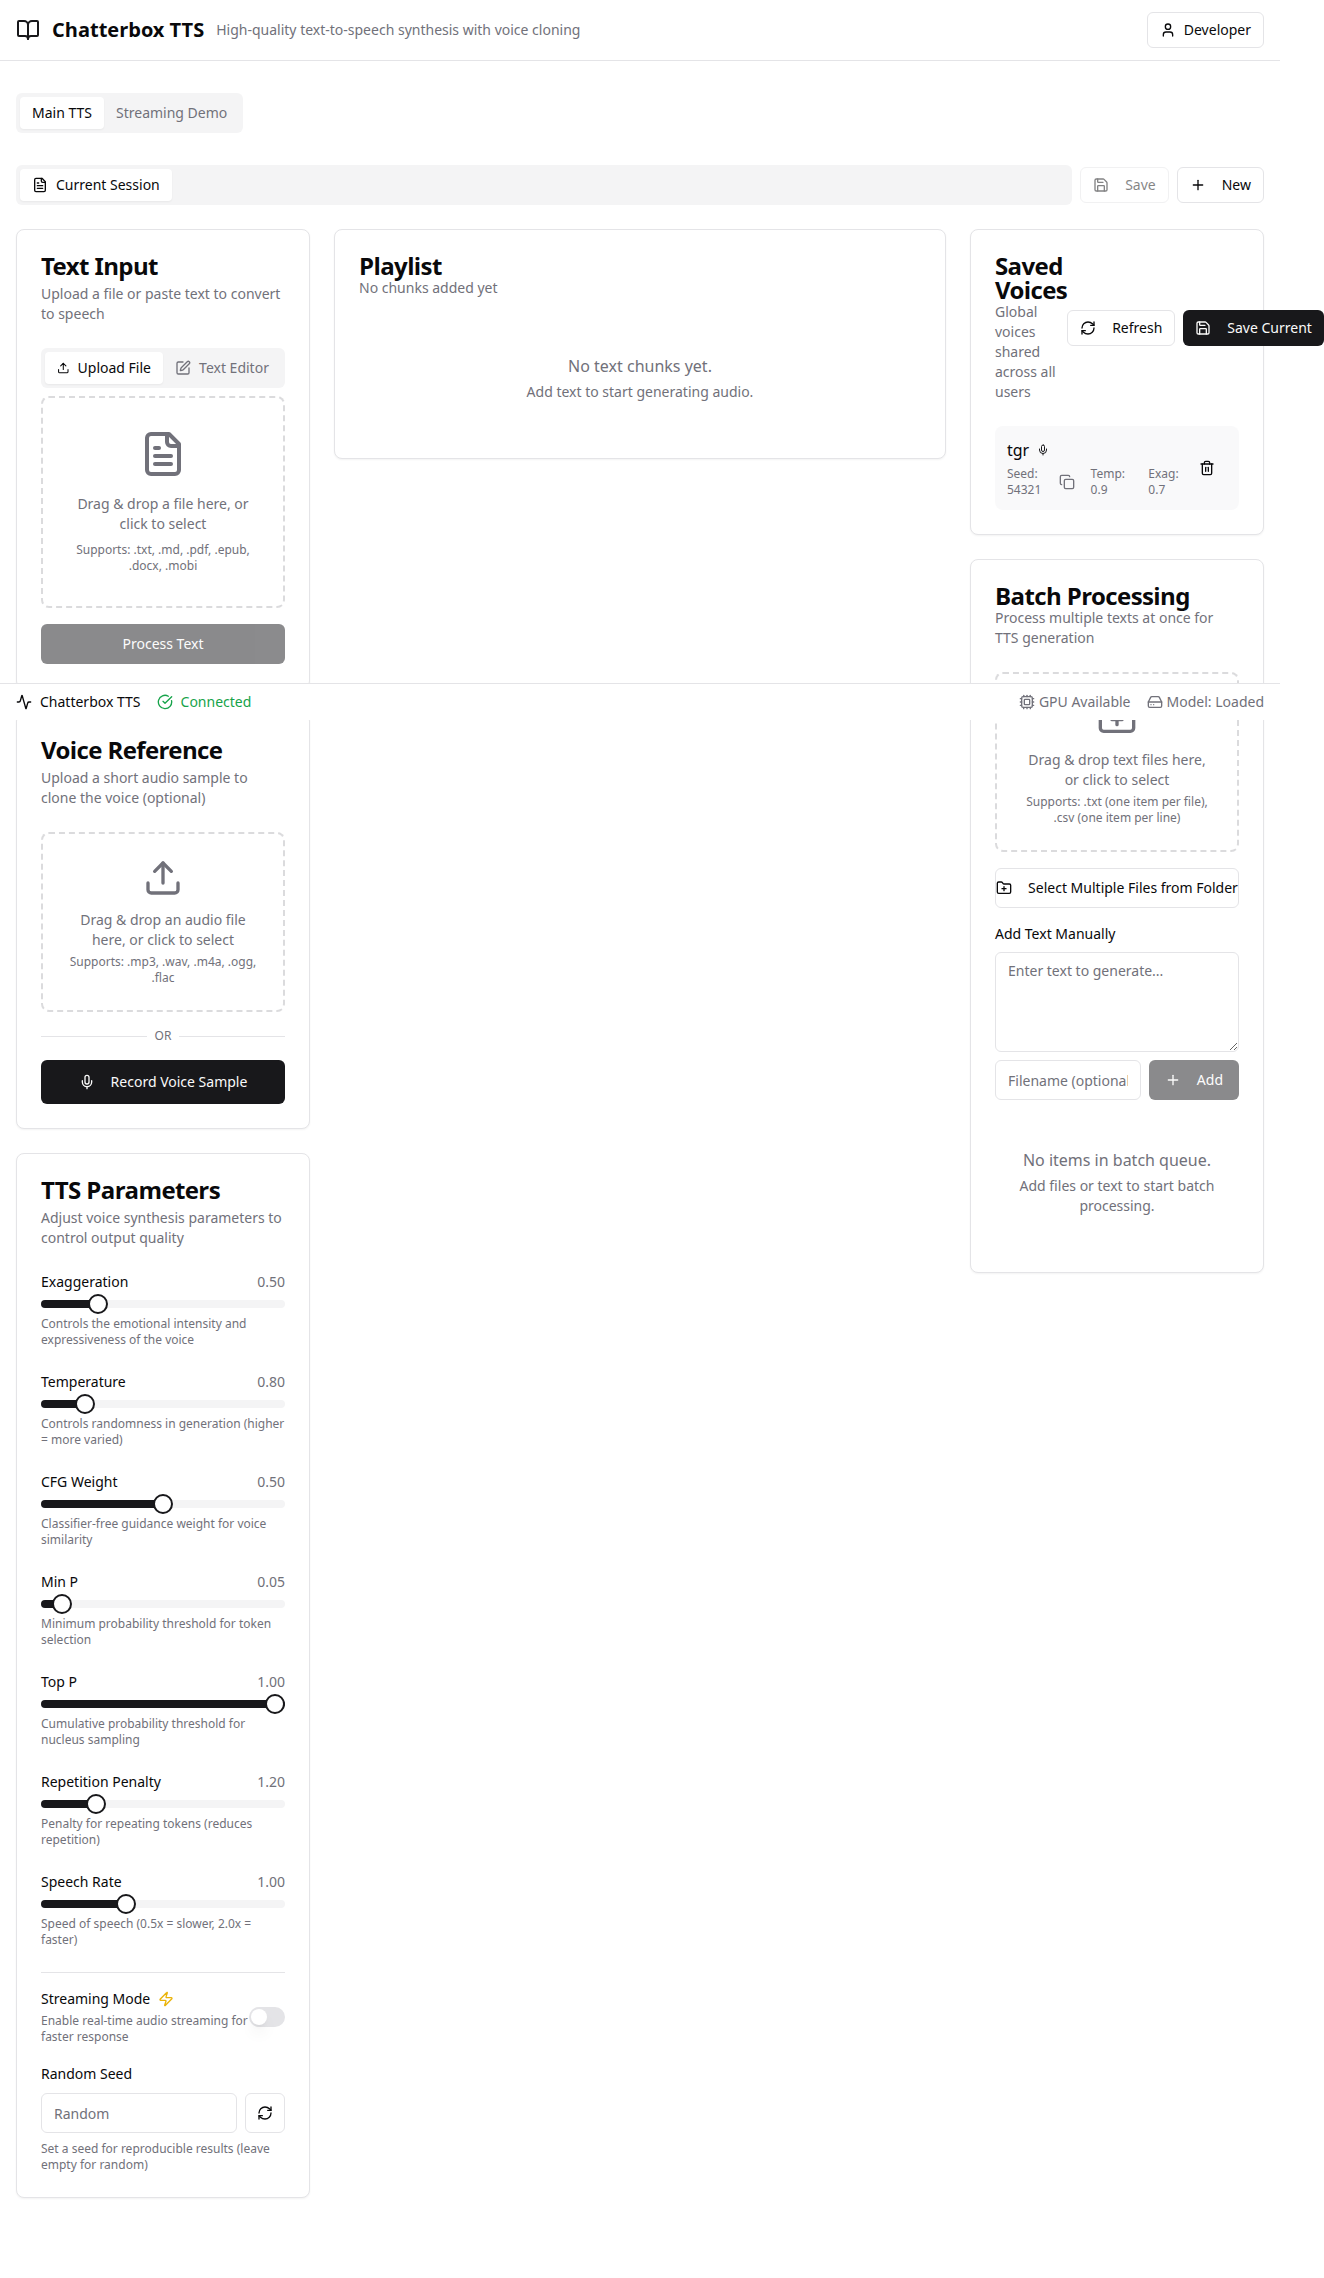 Chatterbox TTS
High-quality text-to-speech synthesis with voice cloning
Developer
Main TTS
Streaming Demo
Current Session
Save
New
Text Input
Upload a file or paste text to convert
to speech
Upload File
Text Editor
Drag & drop a file here, or
click to select
Supports: .txt, .md, .pdf, .epub,
.docx, .mobi
Process Text
Playlist
No chunks added yet
No text chunks yet.
Add text to start generating audio.
Saved
Voices
Global
voices
shared
across all
users
Refresh
Save Current
tgr
Seed:
54321
Temp:
0.9
Exag:
0.7
Batch Processing
Process multiple texts at once for
TTS generation
Chatterbox TTS
Connected
GPU Available
Model: Loaded
Voice Reference
Upload a short audio sample to
clone the voice (optional)
Drag & drop an audio file
here, or click to select
Supports: .mp3, .wav, .m4a, .ogg,
.flac
OR
Record Voice Sample
Drag & drop text files here,
or click to select
Supports: .txt (one item per file),
.csv (one item per line)
Select Multiple Files from Folder
Add Text Manually
Enter text to generate...
Filename (optional
Add
No items in batch queue.
Add files or text to start batch
processing.
TTS Parameters
Adjust voice synthesis parameters to
control output quality
Exaggeration
0.50
Controls the emotional intensity and
expressiveness of the voice
Temperature
0.80
Controls randomness in generation (higher
= more varied)
CFG Weight
0.50
Classifier-free guidance weight for voice
similarity
Min P
0.05
Minimum probability threshold for token
selection
Top P
1.00
Cumulative probability threshold for
nucleus sampling
Repetition Penalty
1.20
Penalty for repeating tokens (reduces
repetition)
Speech Rate
1.00
Speed of speech (0.5x = slower, 2.0x =
faster)
Streaming Mode
Enable real-time audio streaming for
faster response
Random Seed
Random
Set a seed for reproducible results (leave
empty for random)